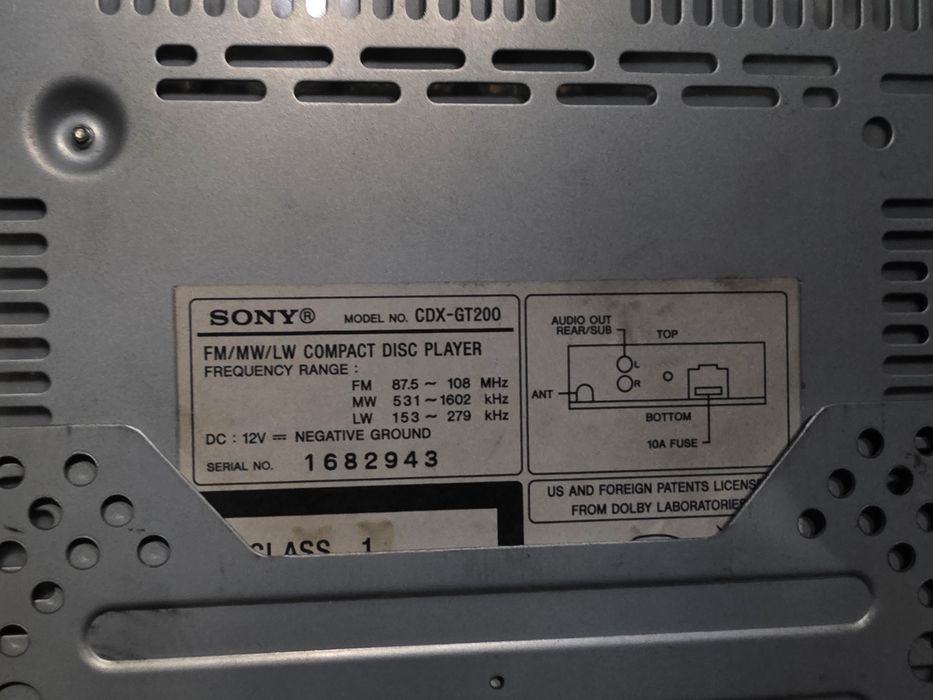 SONY® MODEL NO. CDX-GT200
FM/MW/LW COMPACT DISC PLAYER
FREQUENCY RANGE :
FM 87.5 ~ 108 MHz
MW 531 ~ 1602 kHz
LW 153 ~ 279 kHz
DC : 12V ⎓ NEGATIVE GROUND
SERIAL NO. 1682943
CLASS 1
AUDIO OUT
REAR/SUB
TOP
L
R
ANT
BOTTOM
10A FUSE
US AND FOREIGN PATENTS
FROM DOLBY